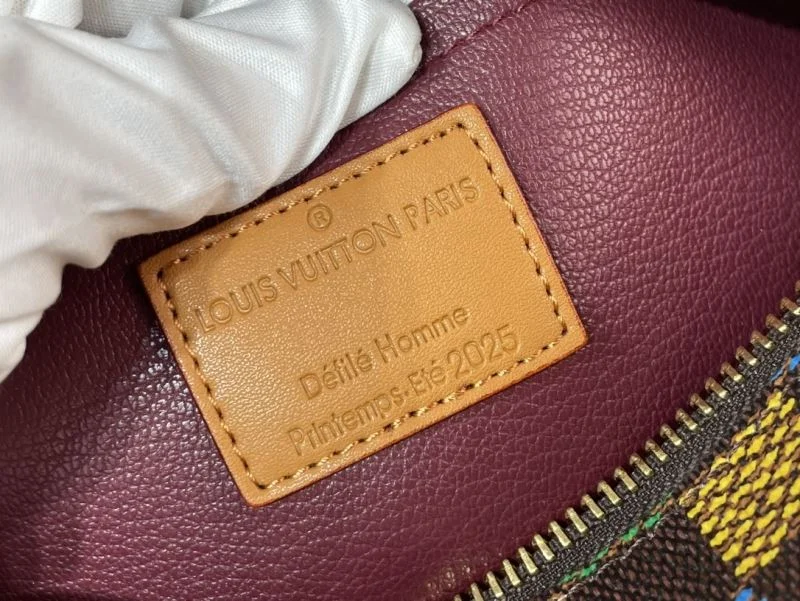 ®
LOUIS VUITTON PARIS
Défilé Homme
Printemps-Eté 2025